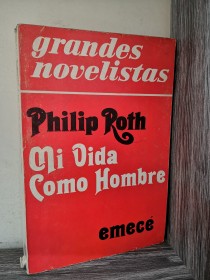 grandes
novelistas
Philip Roth
Mi Vida
Como Hombre
emecé